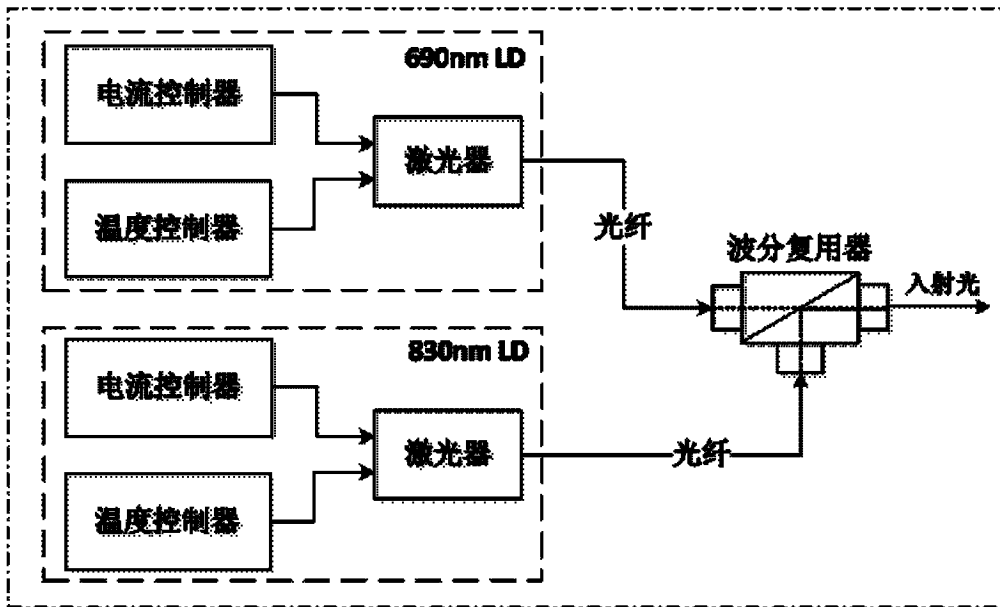 690nm LD
电流控制器
激光器
温度控制器
光纤
波分复用器
入射光
830nm LD
电流控制器
激光器
温度控制器
光纤